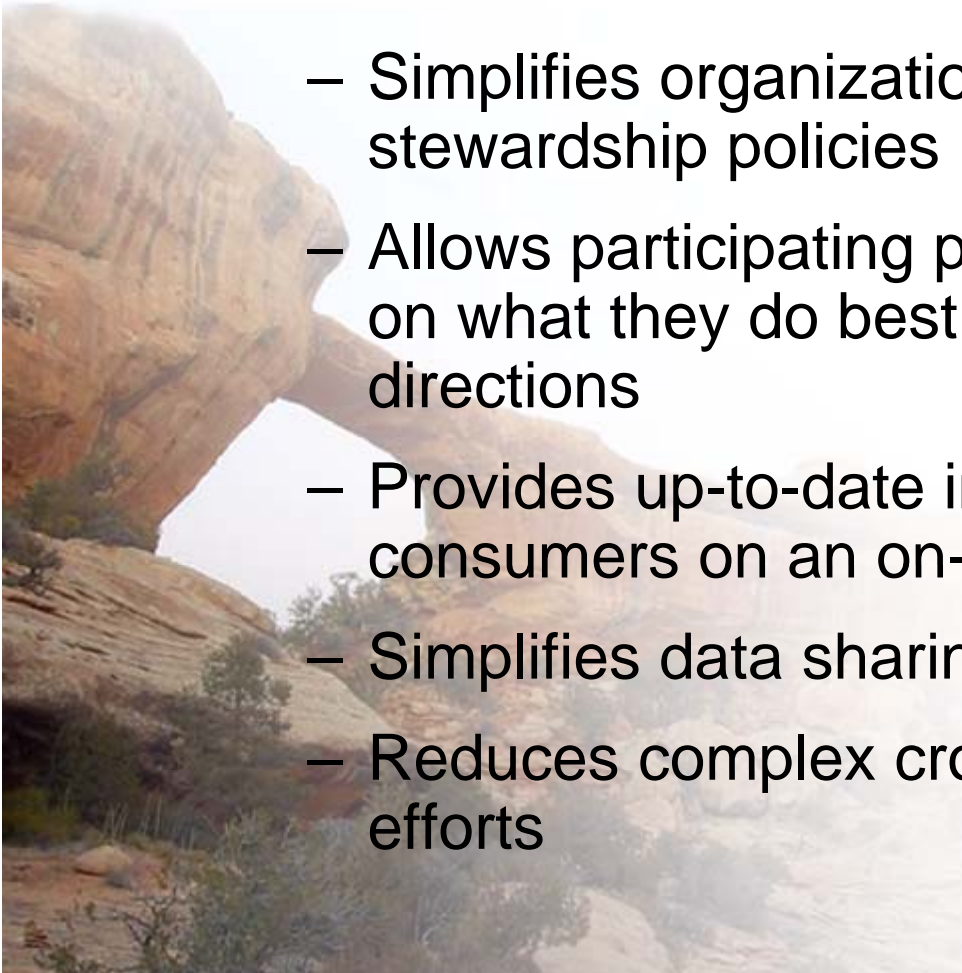 – Simplifies organizatio
stewardship policies
– Allows participating p
on what they do best
directions
– Provides up-to-date i
consumers on an on-
– Simplifies data sharin
– Reduces complex cro
efforts